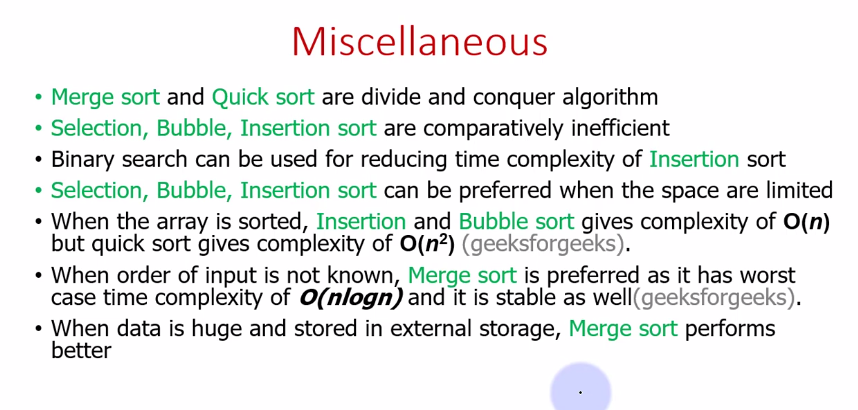 Miscellaneous
• Merge sort and Quick sort are divide and conquer algorithm
• Selection, Bubble, Insertion sort are comparatively inefficient
• Binary search can be used for reducing time complexity of Insertion sort
• Selection, Bubble, Insertion sort can be preferred when the space are limited
• When the array is sorted, Insertion and Bubble sort gives complexity of O(n)
but quick sort gives complexity of O(n²) (geeksforgeeks).
• When order of input is not known, Merge sort is preferred as it has worst
case time complexity of O(nlogn) and it is stable as well(geeksforgeeks).
• When data is huge and stored in external storage, Merge sort performs
better